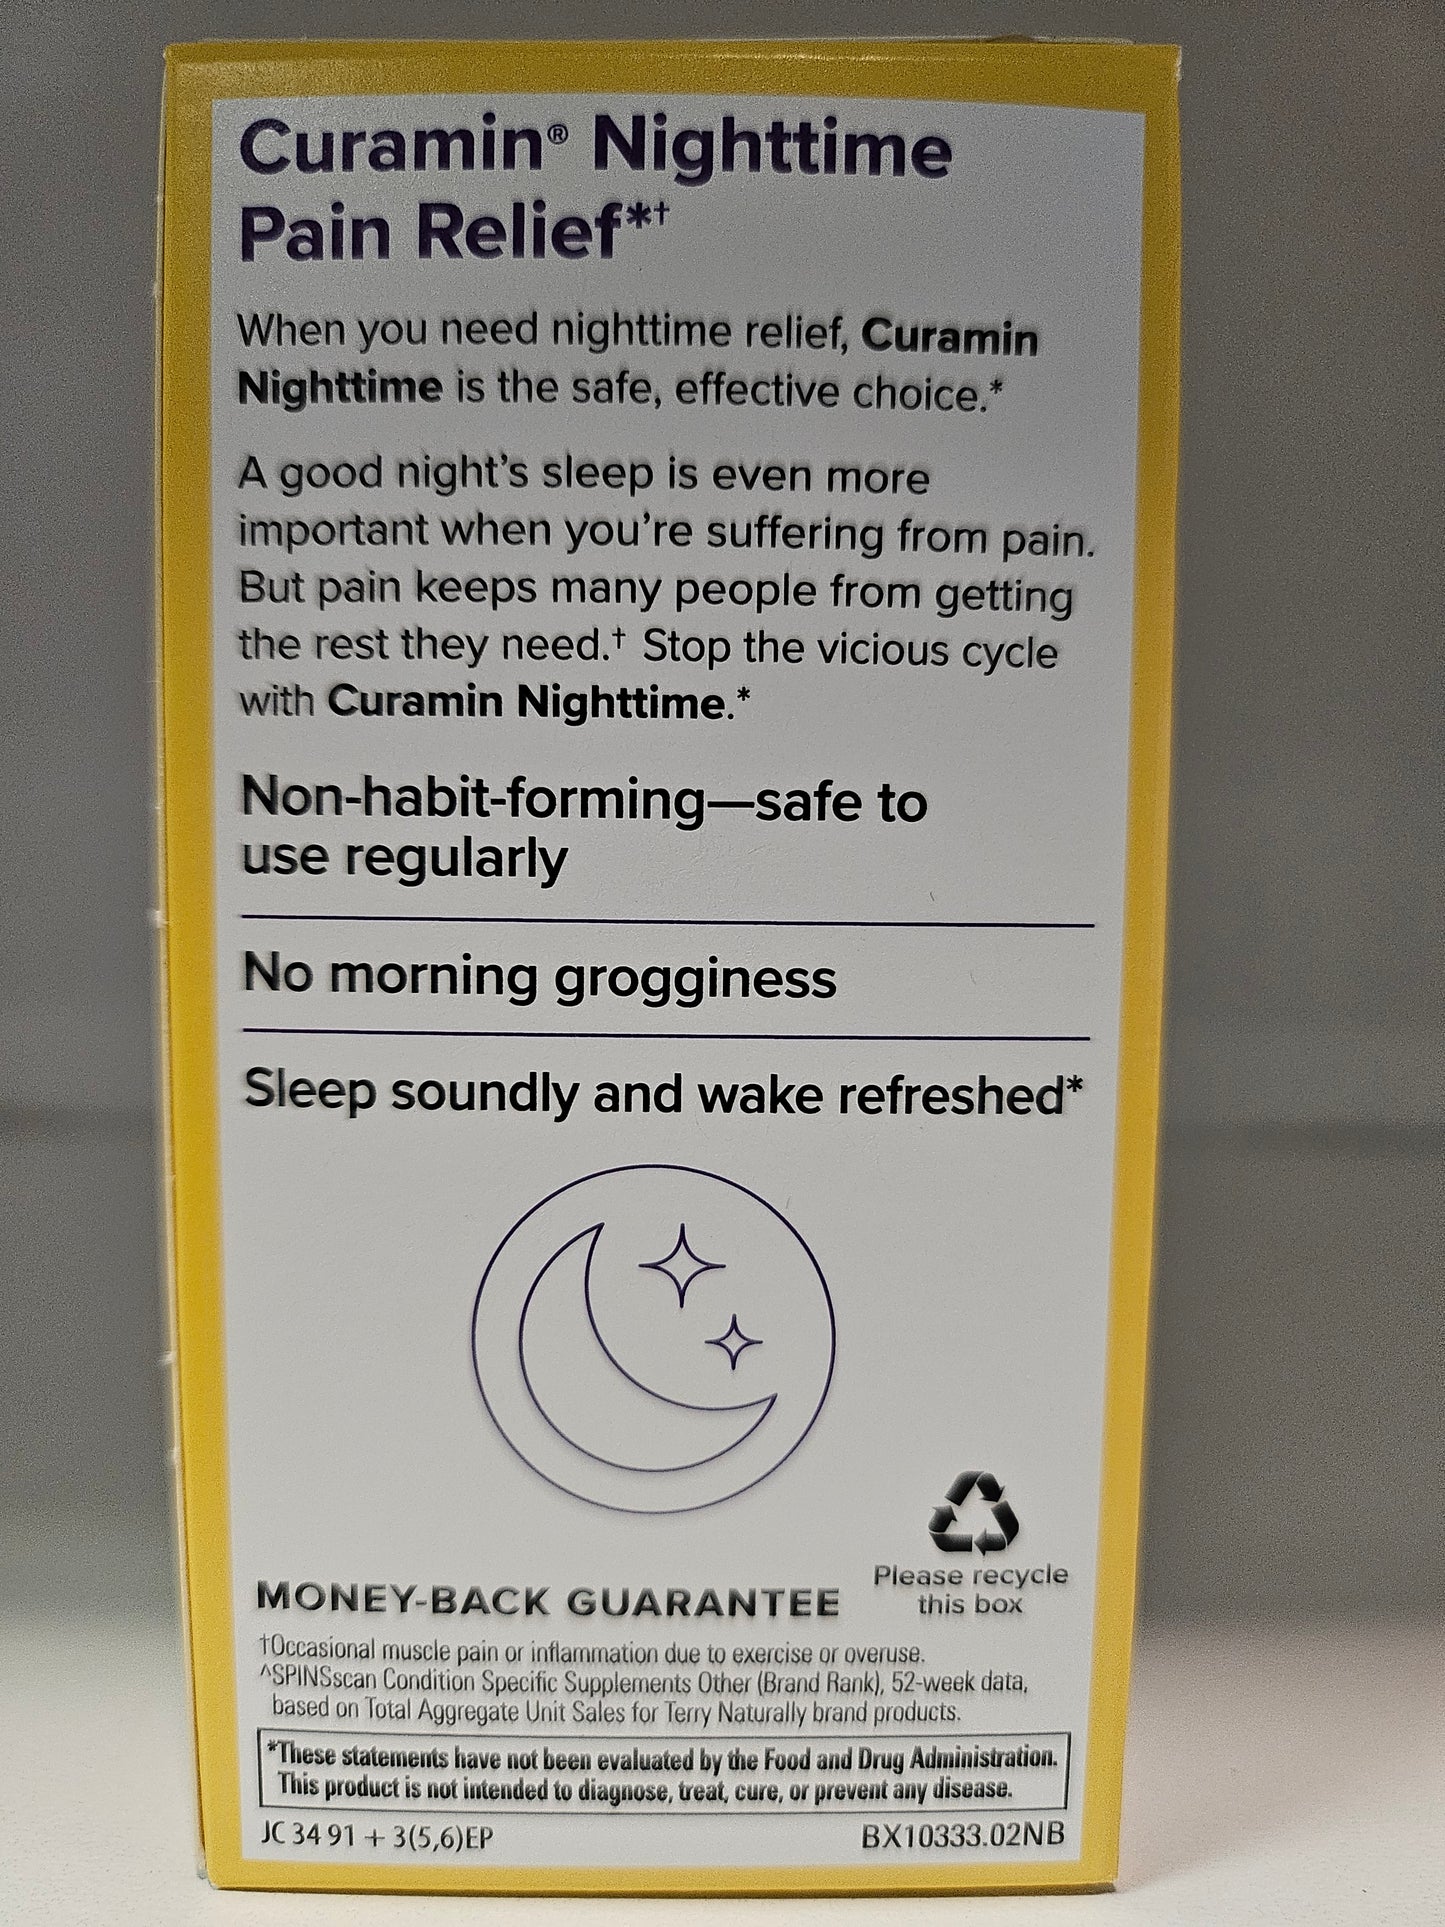 Curamin® Nighttime
Pain Relief*†
When you need nighttime relief, Curamin
Nighttime is the safe, effective choice.*
A good night's sleep is even more
important when you're suffering from pain.
But pain keeps many people from getting
the rest they need.† Stop the vicious cycle
with Curamin Nighttime.*
Non-habit-forming—safe to
use regularly
No morning grogginess
Sleep soundly and wake refreshed*
Please recycle
this box
MONEY-BACK GUARANTEE
†Occasional muscle pain or inflammation due to exercise or overuse.
^SPINSscan Condition Specific Supplements Other (Brand Rank), 52-week data,
based on Total Aggregate Unit Sales for Terry Naturally brand products.
*These statements have not been evaluated by the Food and Drug Administration.
This product is not intended to diagnose, treat, cure, or prevent any disease.
JC 34 91 + 3(5,6)EP
BX10333.02NB